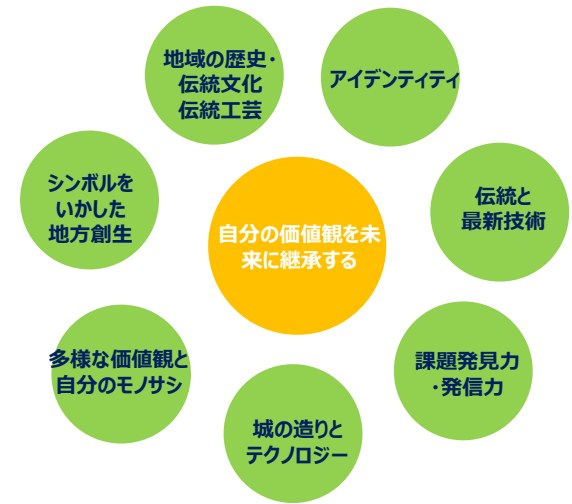 地域の歴史・
伝統文化
伝統工芸
アイデンティティ
シンボルを
いかした
地方創生
伝統と
最新技術
自分の価値観を未
来に継承する
多様な価値観と
自分のモノサシ
課題発見力
・発信力
城の造りと
テクノロジー